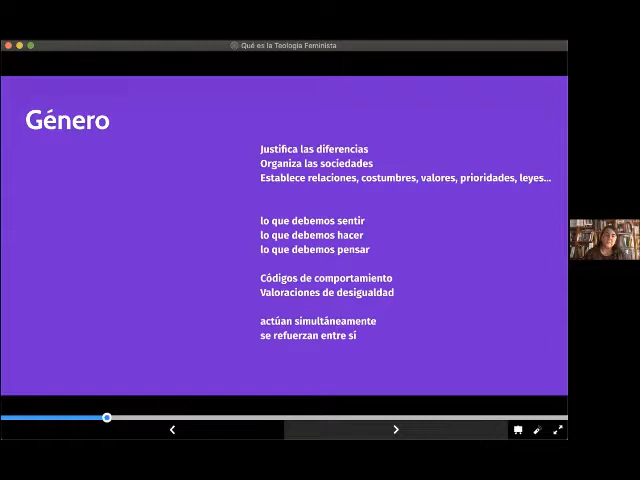 Qué es la Teología Feminista
Género
Justifica las diferencias
Organiza las sociedades
Establece relaciones, costumbres, valores, prioridades, leyes...
lo que debemos sentir
lo que debemos hacer
lo que debemos pensar
Códigos de comportamiento
Valoraciones de desigualdad
actúan simultáneamente
se refuerzan entre sí